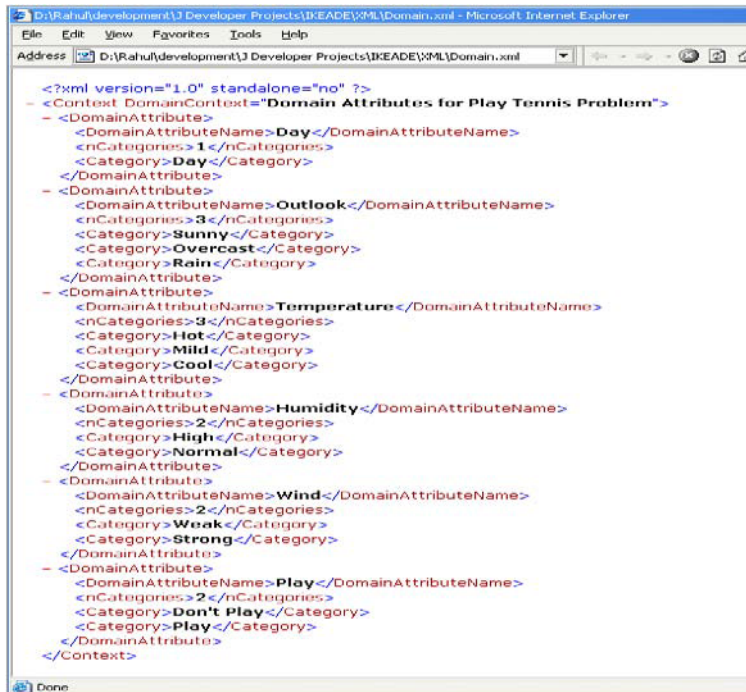 D:\Rahul\development\J Developer Projects\IKEADE\XML\Domain.xml - Microsoft Internet Explorer
File Edit View Favorites Tools Help
Address D:\Rahul\development\J Developer Projects\IKEADE\XML\Domain.xml
<?xml version="1.0" standalone="no" ?>
- <Context DomainContext="Domain Attributes for Play Tennis Problem">
- <DomainAttribute>
<DomainAttributeName>Day</DomainAttributeName>
<nCategories>1</nCategories>
<Category>Day</Category>
</DomainAttribute>
- <DomainAttribute>
<DomainAttributeName>Outlook</DomainAttributeName>
<nCategories>3</nCategories>
<Category>Sunny</Category>
<Category>Overcast</Category>
<Category>Rain</Category>
</DomainAttribute>
- <DomainAttribute>
<DomainAttributeName>Temperature</DomainAttributeName>
<nCategories>3</nCategories>
<Category>Hot</Category>
<Category>Mild</Category>
<Category>Cool</Category>
</DomainAttribute>
- <DomainAttribute>
<DomainAttributeName>Humidity</DomainAttributeName>
<nCategories>2</nCategories>
<Category>High</Category>
<Category>Normal</Category>
</DomainAttribute>
- <DomainAttribute>
<DomainAttributeName>Wind</DomainAttributeName>
<nCategories>2</nCategories>
<Category>Weak</Category>
<Category>Strong</Category>
</DomainAttribute>
- <DomainAttribute>
<DomainAttributeName>Play</DomainAttributeName>
<nCategories>2</nCategories>
<Category>Don't Play</Category>
<Category>Play</Category>
</DomainAttribute>
</Context>
Done